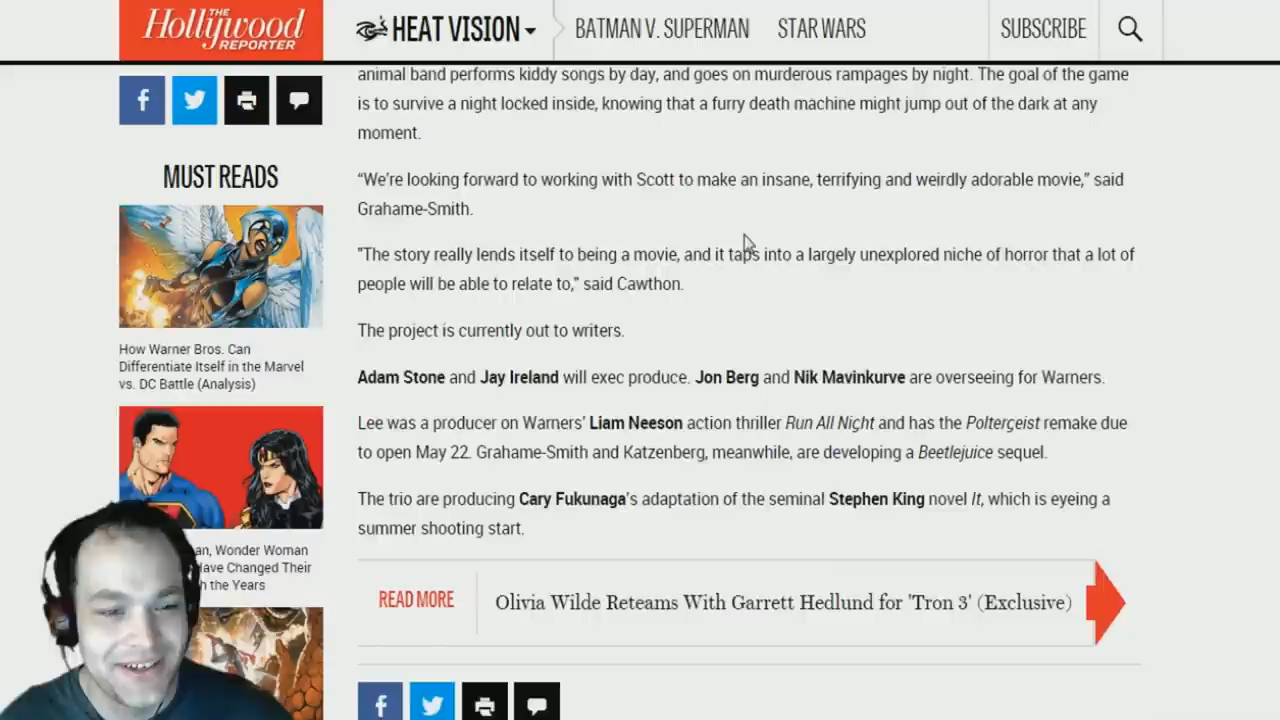 THE
Hollywood
REPORTER
HEAT VISION
BATMAN V. SUPERMAN
STAR WARS
SUBSCRIBE
animal band performs kiddy songs by day, and goes on murderous rampages by night. The goal of the game
is to survive a night locked inside, knowing that a furry death machine might jump out of the dark at any
moment.
“We're looking forward to working with Scott to make an insane, terrifying and weirdly adorable movie,” said
Grahame-Smith.
"The story really lends itself to being a movie, and it taps into a largely unexplored niche of horror that a lot of
people will be able to relate to,” said Cawthon.
The project is currently out to writers.
Adam Stone and Jay Ireland will exec produce. Jon Berg and Nik Mavinkurve are overseeing for Warners.
Lee was a producer on Warners’ Liam Neeson action thriller Run All Night and has the Poltergeist remake due
to open May 22. Grahame-Smith and Katzenberg, meanwhile, are developing a Beetlejuice sequel.
The trio are producing Cary Fukunaga's adaptation of the seminal Stephen King novel It, which is eyeing a
summer shooting start.
READ MORE
Olivia Wilde Reteams With Garrett Hedlund for 'Tron 3' (Exclusive)
MUST READS
How Warner Bros. Can
Differentiate Itself in the Marvel
vs. DC Battle (Analysis)
an, Wonder Woman
Have Changed Their
h the Years